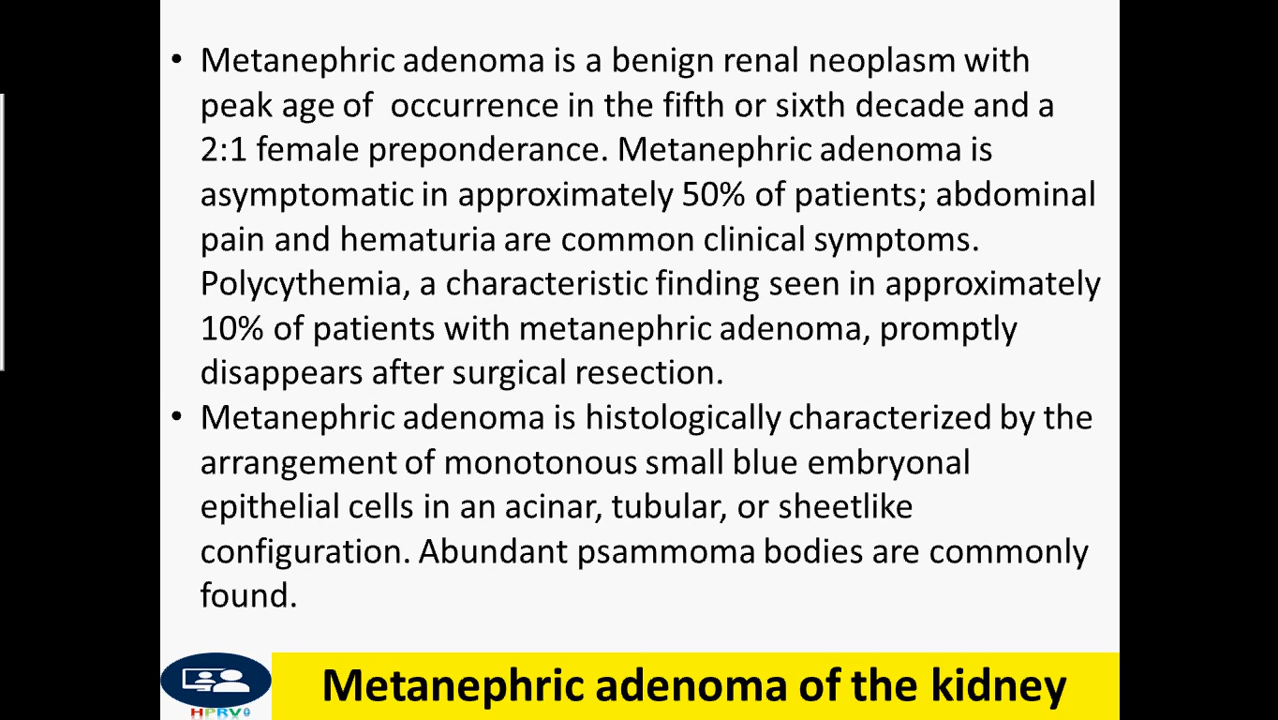 • Metanephric adenoma is a benign renal neoplasm with
peak age of occurrence in the fifth or sixth decade and a
2:1 female preponderance. Metanephric adenoma is
asymptomatic in approximately 50% of patients; abdominal
pain and hematuria are common clinical symptoms.
Polycythemia, a characteristic finding seen in approximately
10% of patients with metanephric adenoma, promptly
disappears after surgical resection.
• Metanephric adenoma is histologically characterized by the
arrangement of monotonous small blue embryonal
epithelial cells in an acinar, tubular, or sheetlike
configuration. Abundant psammoma bodies are commonly
found.
Metanephric adenoma of the kidney